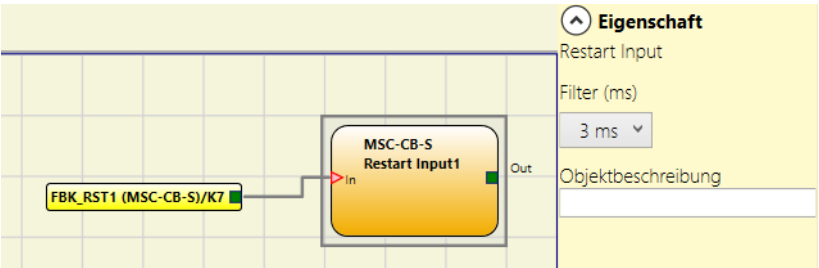 Eigenschaft
Restart Input
Filter (ms)
3 ms
Objektbeschreibung
MSC-CB-S
Restart Input1
In
Out
FBK_RST1 (MSC-CB-S)/K7